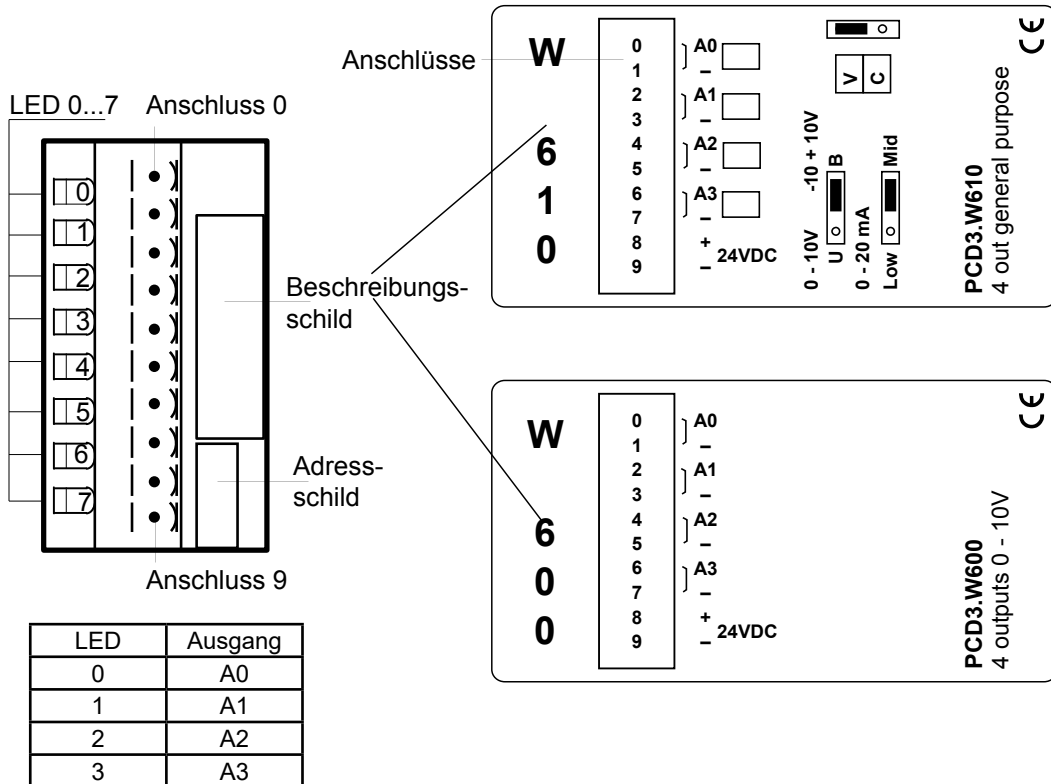 LED 0...7
Anschluss 0
0
1
2
3
4
5
6
7
Anschluss 9
Anschlüsse
Beschreibungs-
schild
Adress-
schild
W
6
1
0
0 A0
1 –
2 A1
3 –
4 A2
5 –
6 A3
7 –
8 +
9 –
24VDC
V
C
0 - 10V -10 + 10V
U B
0 - 20 mA
Low Mid
PCD3.W610
4 out general purpose
CE
W
6
0
0
0 A0
1 –
2 A1
3 –
4 A2
5 –
6 A3
7 –
8 +
9 –
24VDC
PCD3.W600
4 outputs 0 - 10V
CE
LED Ausgang
0 A0
1 A1
2 A2
3 A3